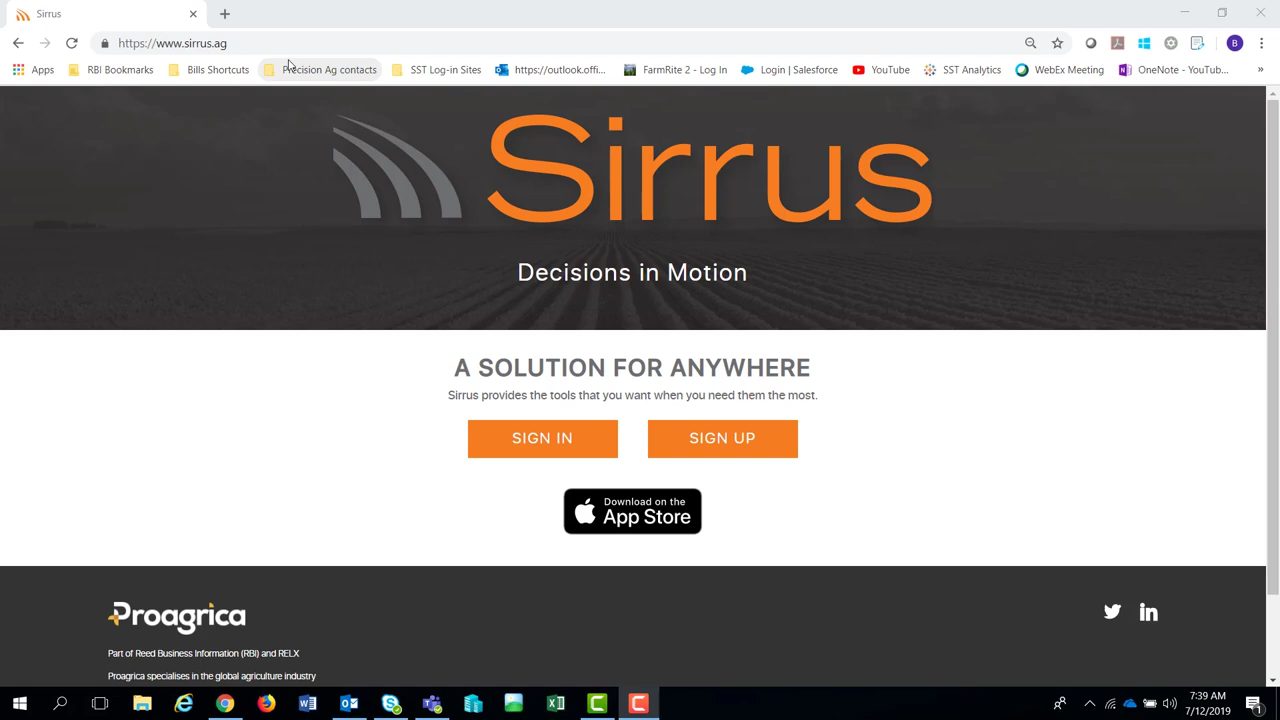 Sirrus
https://www.sirrus.ag
B
Apps
RBI Bookmarks
Bills Shortcuts
Precision Ag contacts
SST Log-in Sites
https://outlook.offi...
FarmRite 2 - Log In
Login | Salesforce
YouTube
SST Analytics
WebEx Meeting
OneNote - YouTub...
»
Sirrus
Decisions in Motion
A SOLUTION FOR ANYWHERE
Sirrus provides the tools that you want when you need them the most.
SIGN IN
SIGN UP
Download on the
App Store
Proagrica
Part of Reed Business Information (RBI) and RELX
Proagrica specialises in the global agriculture industry
7:39 AM
7/12/2019
1